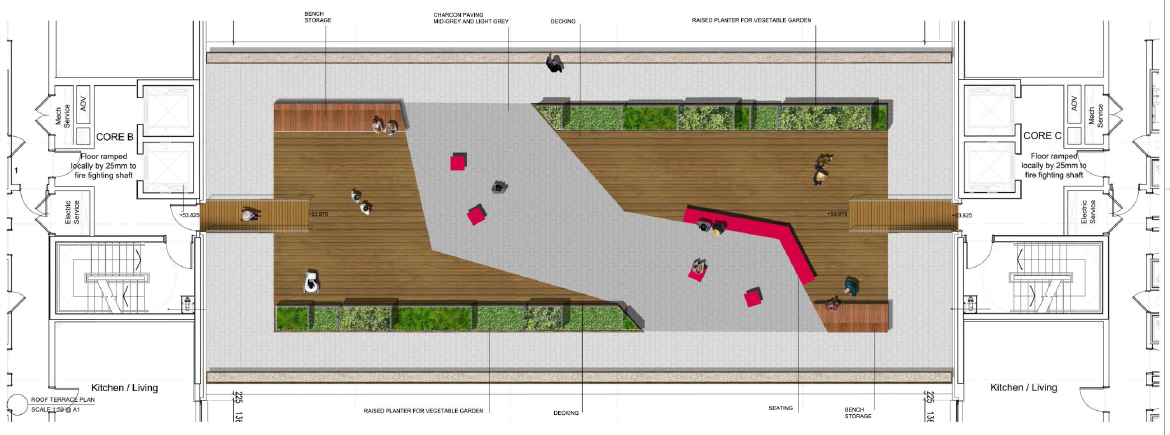 BENCH
STORAGE
CHARCON PAVING
MID-GREY AND LIGHT GREY
DECKING
RAISED PLANTER FOR VEGETABLE GARDEN
Mech
Service
AOV
CORE B
Floor ramped
locally by 25mm to
fire fighting shaft
1
Electric
Service
+53.825
+53.975
CORE C
AOV
Mech
Service
Floor ramped
locally by 25mm to
fire fighting shaft
Electric
Service
+53.975
+53.825
Kitchen / Living
Kitchen / Living
ROOF TERRACE PLAN
SCALE 1:50 @ A1
225
225
RAISED PLANTER FOR VEGETABLE GARDEN
DECKING
SEATING
BENCH
STORAGE